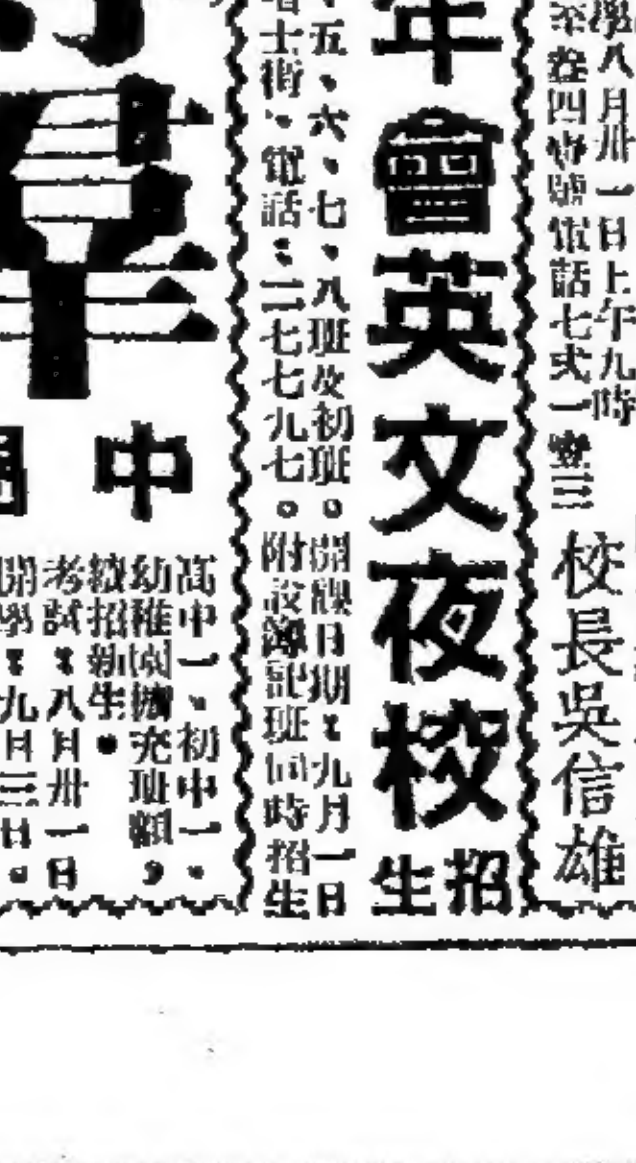 學八月卅一日上午九時
四 號電話七弍一
校長吳信雄
年會英文夜校
招生
、五、六、七、八班及初班。開課日期:九月一日
士街、電話:二七七九七。附設簿記班同時招生
中
高中一、初中一。
幼稚園擴充班額,
續招新生●
考試:八月卅一日
開學:九月三日。